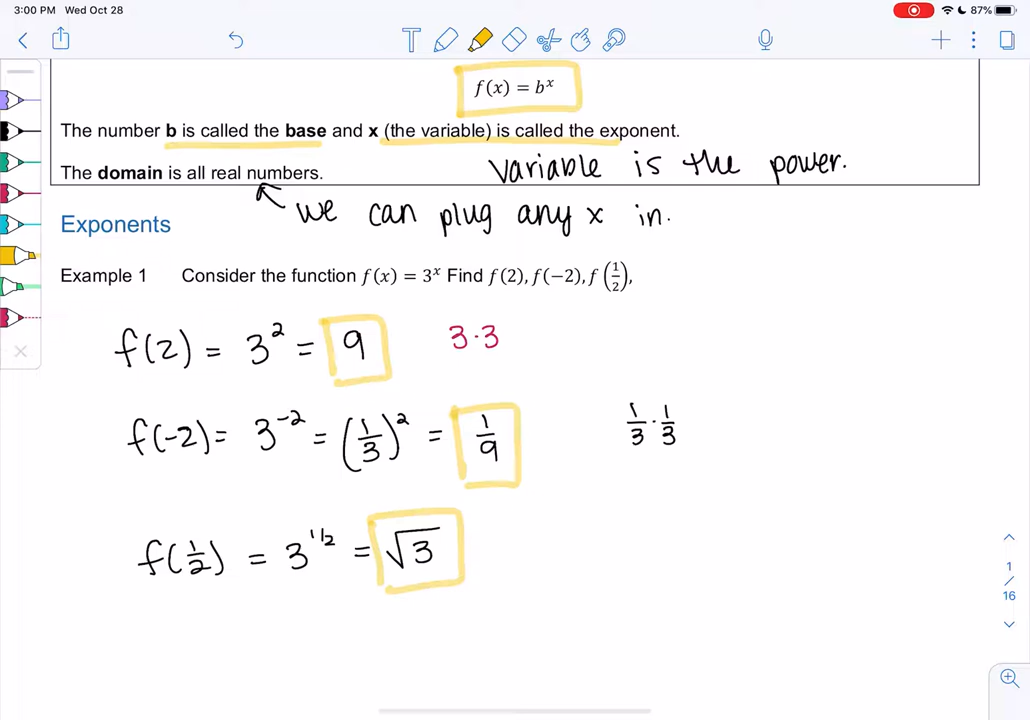 3:00 PM Wed Oct 28 87%
T
f(x) = bˣ
The number b is called the base and x (the variable) is called the exponent.
The domain is all real numbers.
variable is the power.
we can plug any x in.
Exponents
Example 1 Consider the function f(x) = 3ˣ Find f(2), f(−2), f(1/2),
f(2) = 3² = 9 3·3
f(-2) = 3⁻² = (1/3)² = 1/9 1/3 · 1/3
f(1/2) = 3^1/2 = √3
1
/
16